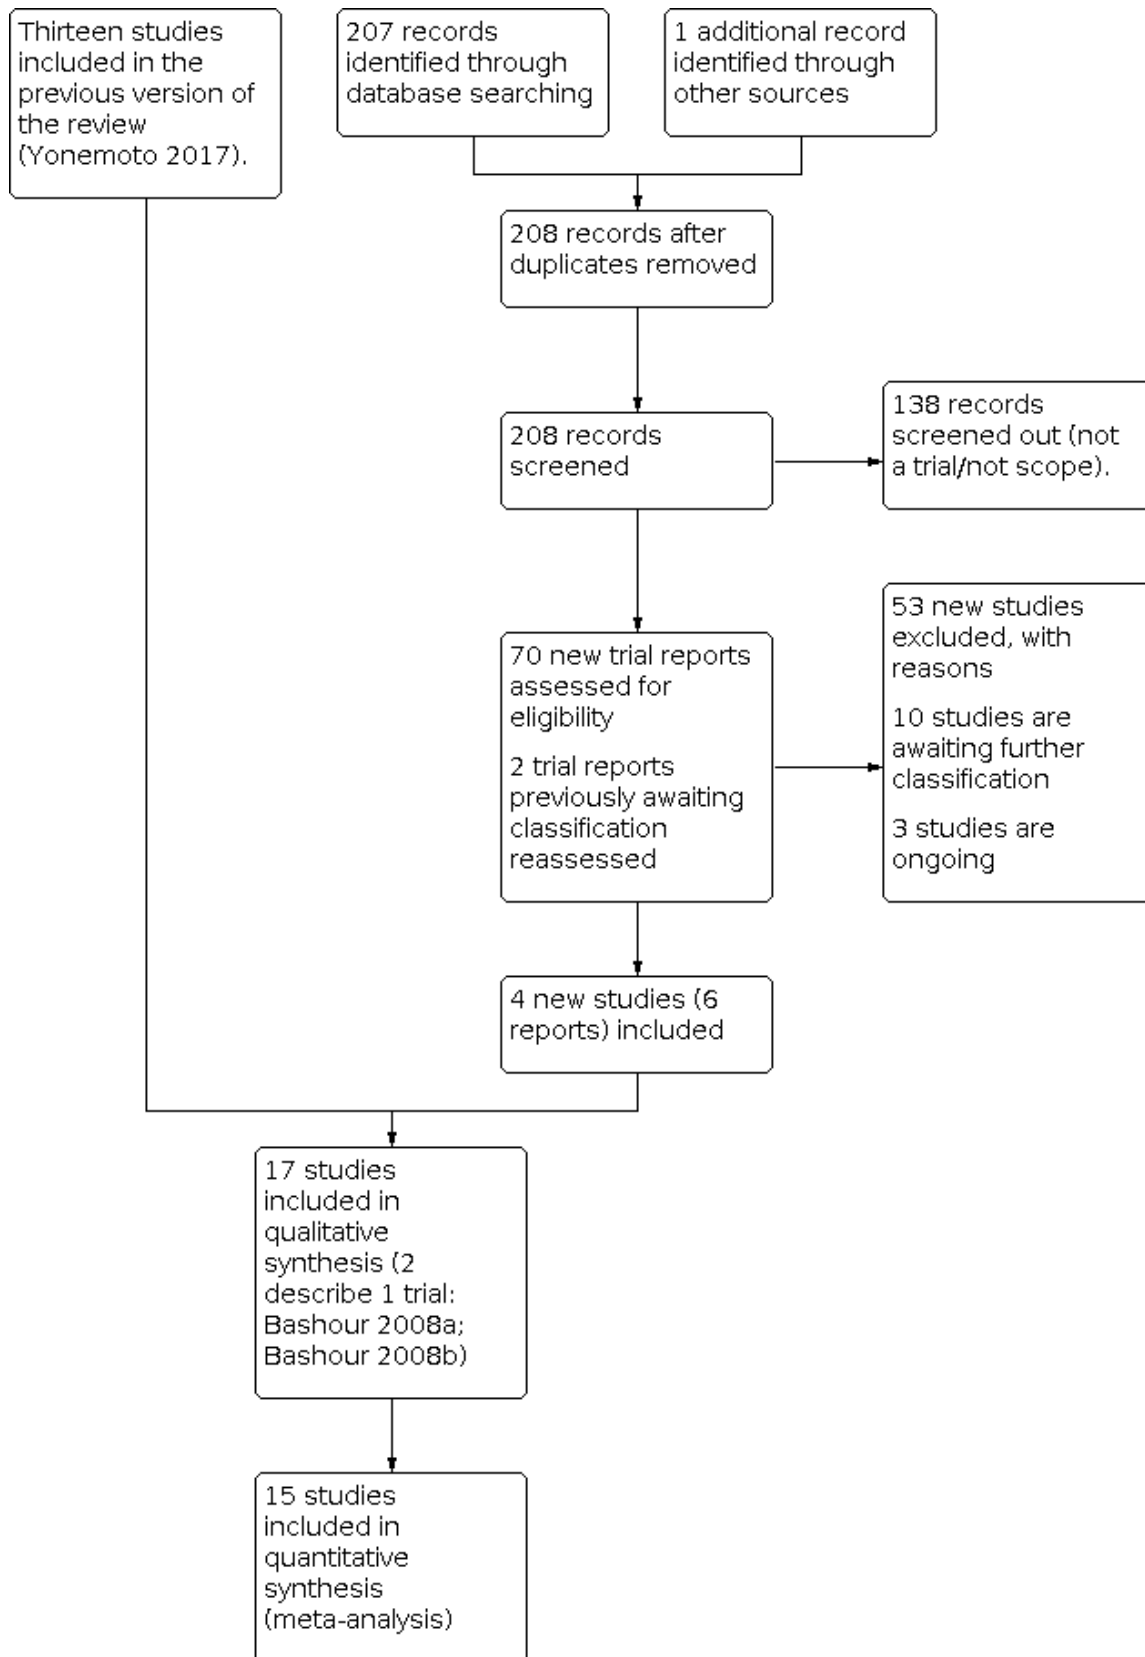 Thirteen studies
included in the
previous version of
the review
(Yonemoto 2017).
207 records
identified through
database searching
1 additional record
identified through
other sources
208 records after
duplicates removed
208 records
screened
138 records
screened out (not
a trial/not scope).
70 new trial reports
assessed for
eligibility
2 trial reports
previously awaiting
classification
reassessed
53 new studies
excluded, with
reasons
10 studies are
awaiting further
classification
3 studies are
ongoing
4 new studies (6
reports) included
17 studies
included in
qualitative
synthesis (2
describe 1 trial:
Bashour 2008a;
Bashour 2008b)
15 studies
included in
quantitative
synthesis
(meta-analysis)